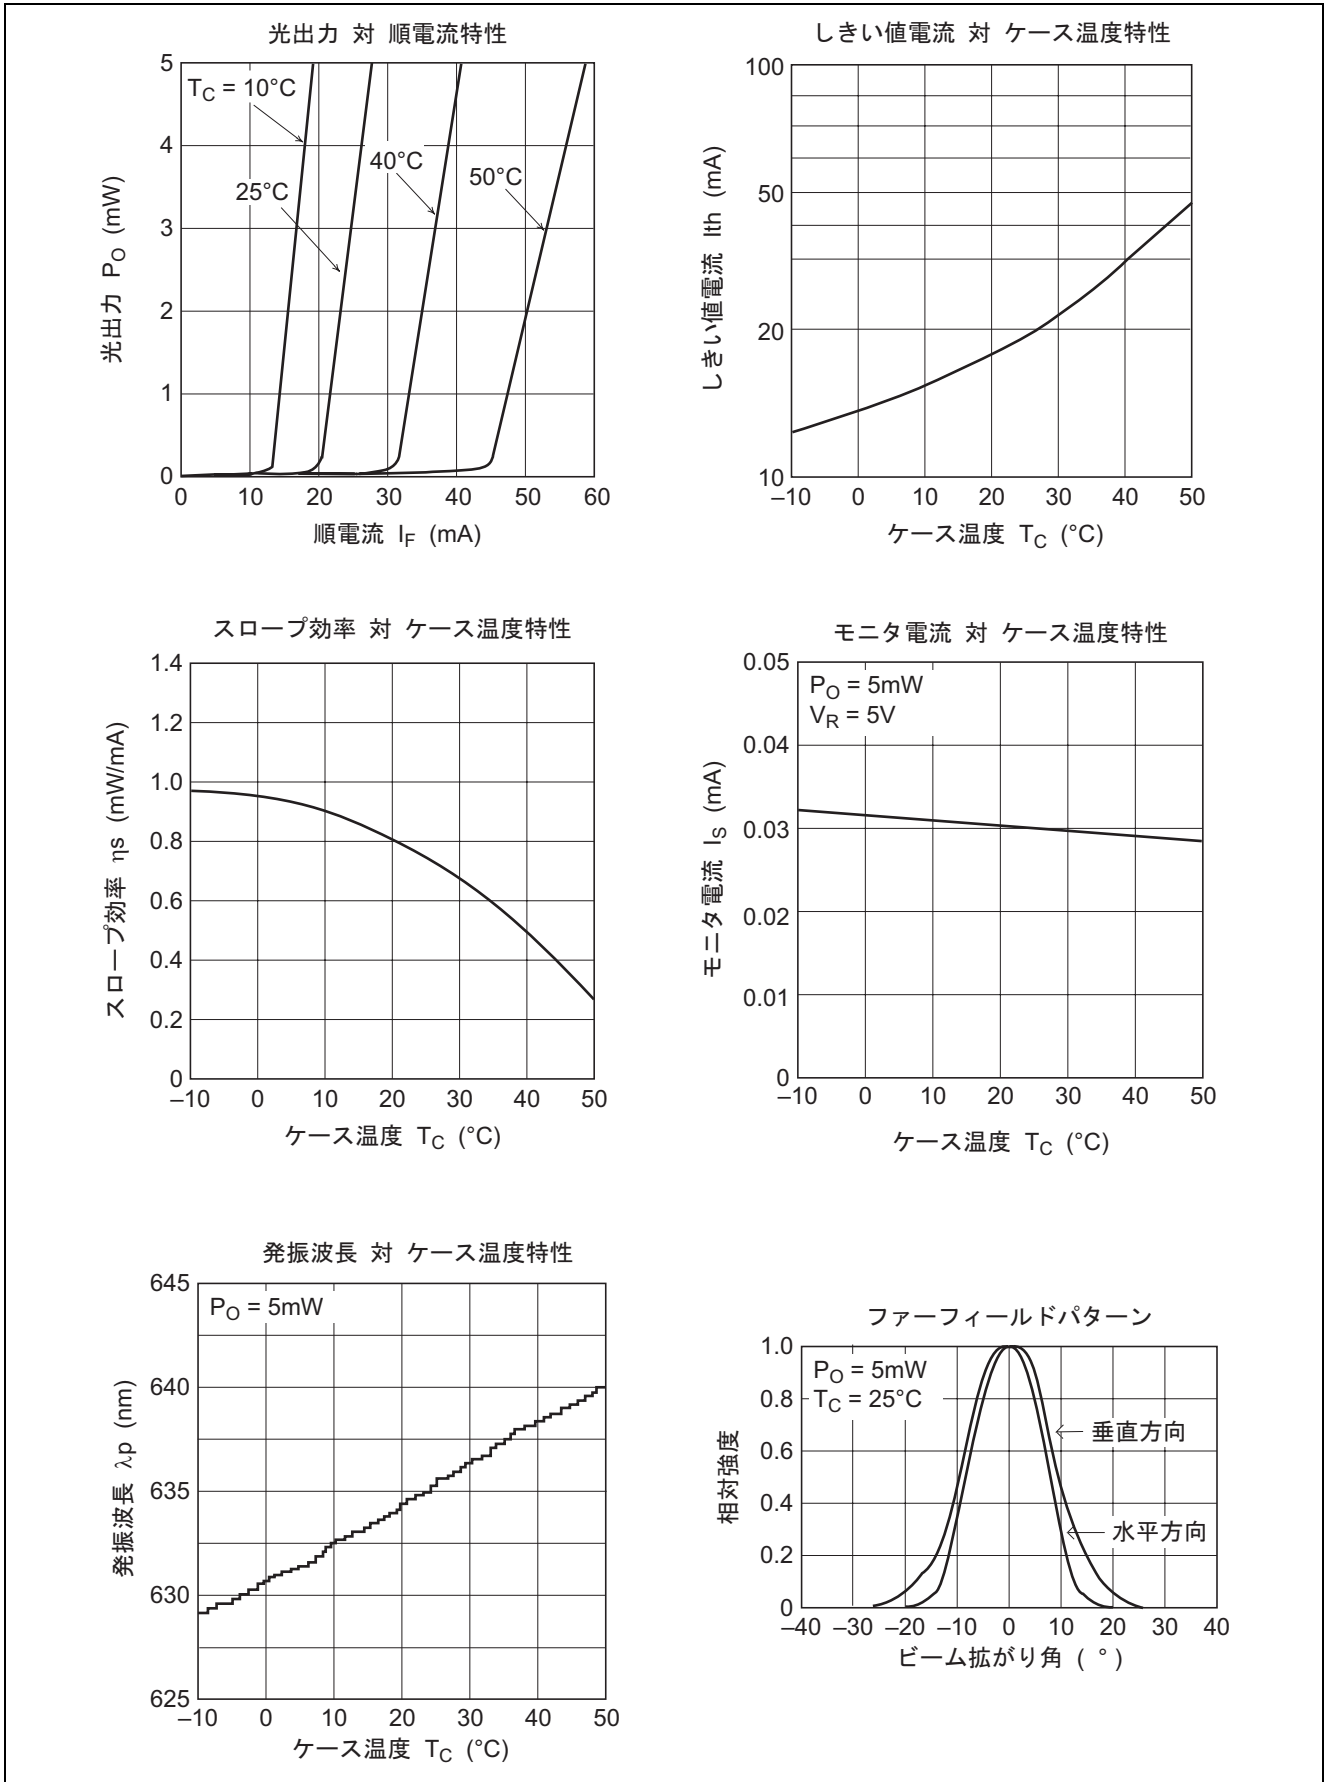 光出力 対 順電流特性
5
4
3
2
1
0
光出力 PO (mW)
TC = 10°C
25°C
40°C
50°C
0 10 20 30 40 50 60
順電流 IF (mA)
しきい値電流 対 ケース温度特性
100
50
20
10
しきい値電流 Ith (mA)
–10 0 10 20 30 40 50
ケース温度 TC (°C)
スロープ効率 対 ケース温度特性
1.4
1.2
1.0
0.8
0.6
0.4
0.2
0
スロープ効率 ηs (mW/mA)
–10 0 10 20 30 40 50
ケース温度 TC (°C)
モニタ電流 対 ケース温度特性
0.05
0.04
0.03
0.02
0.01
0
モニタ電流 IS (mA)
PO = 5mW
VR = 5V
–10 0 10 20 30 40 50
ケース温度 TC (°C)
発振波長 対 ケース温度特性
645
640
635
630
625
発振波長 λp (nm)
PO = 5mW
–10 0 10 20 30 40 50
ケース温度 TC (°C)
ファーフィールドパターン
1.0
0.8
0.6
0.4
0.2
0
相対強度
PO = 5mW
TC = 25°C
垂直方向
水平方向
–40 –30 –20 –10 0 10 20 30 40
ビーム拡がり角 ( ° )